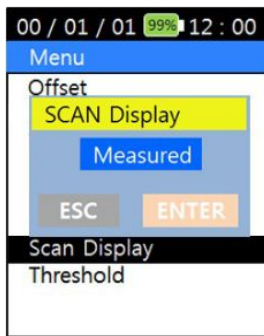 00 / 01 / 01 99% 12 : 00
Menu
Offset
SCAN Display
Measured
ESC ENTER
Scan Display
Threshold